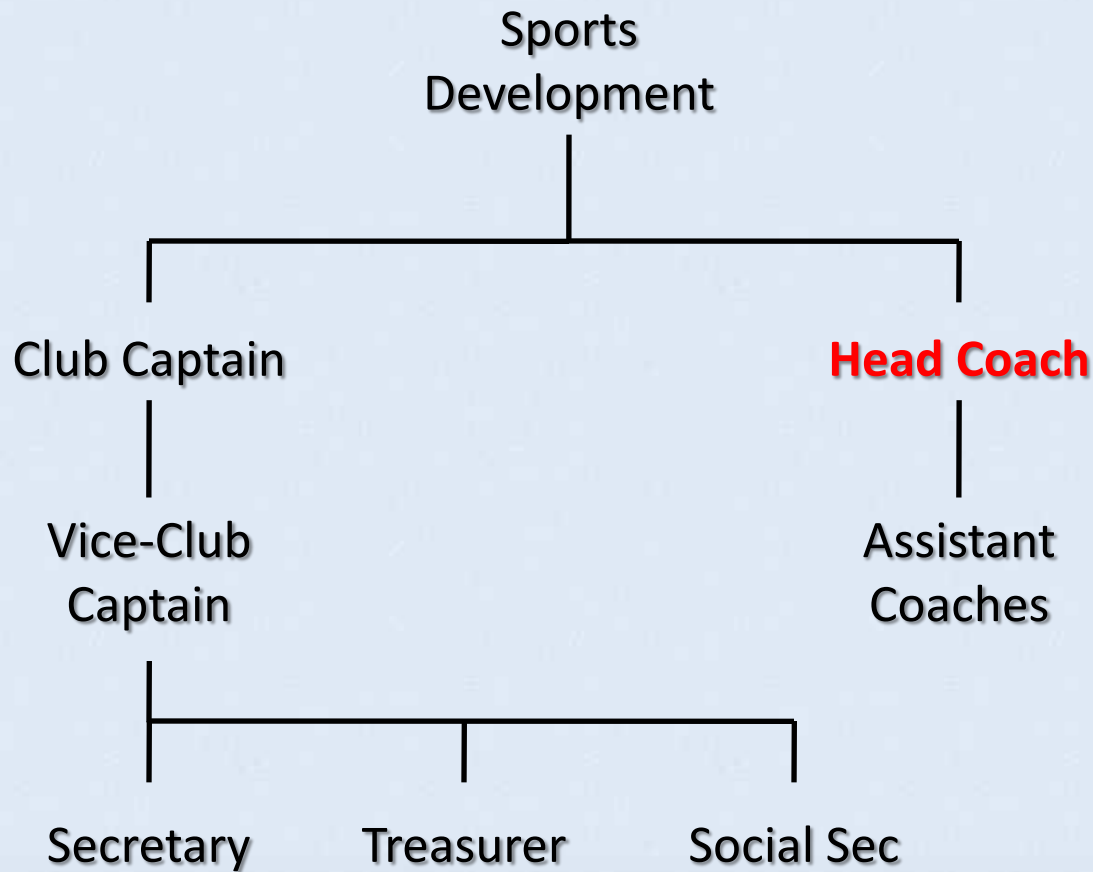 Sports
Development
Club Captain
Head Coach
Vice-Club
Captain
Assistant
Coaches
Secretary
Treasurer
Social Sec